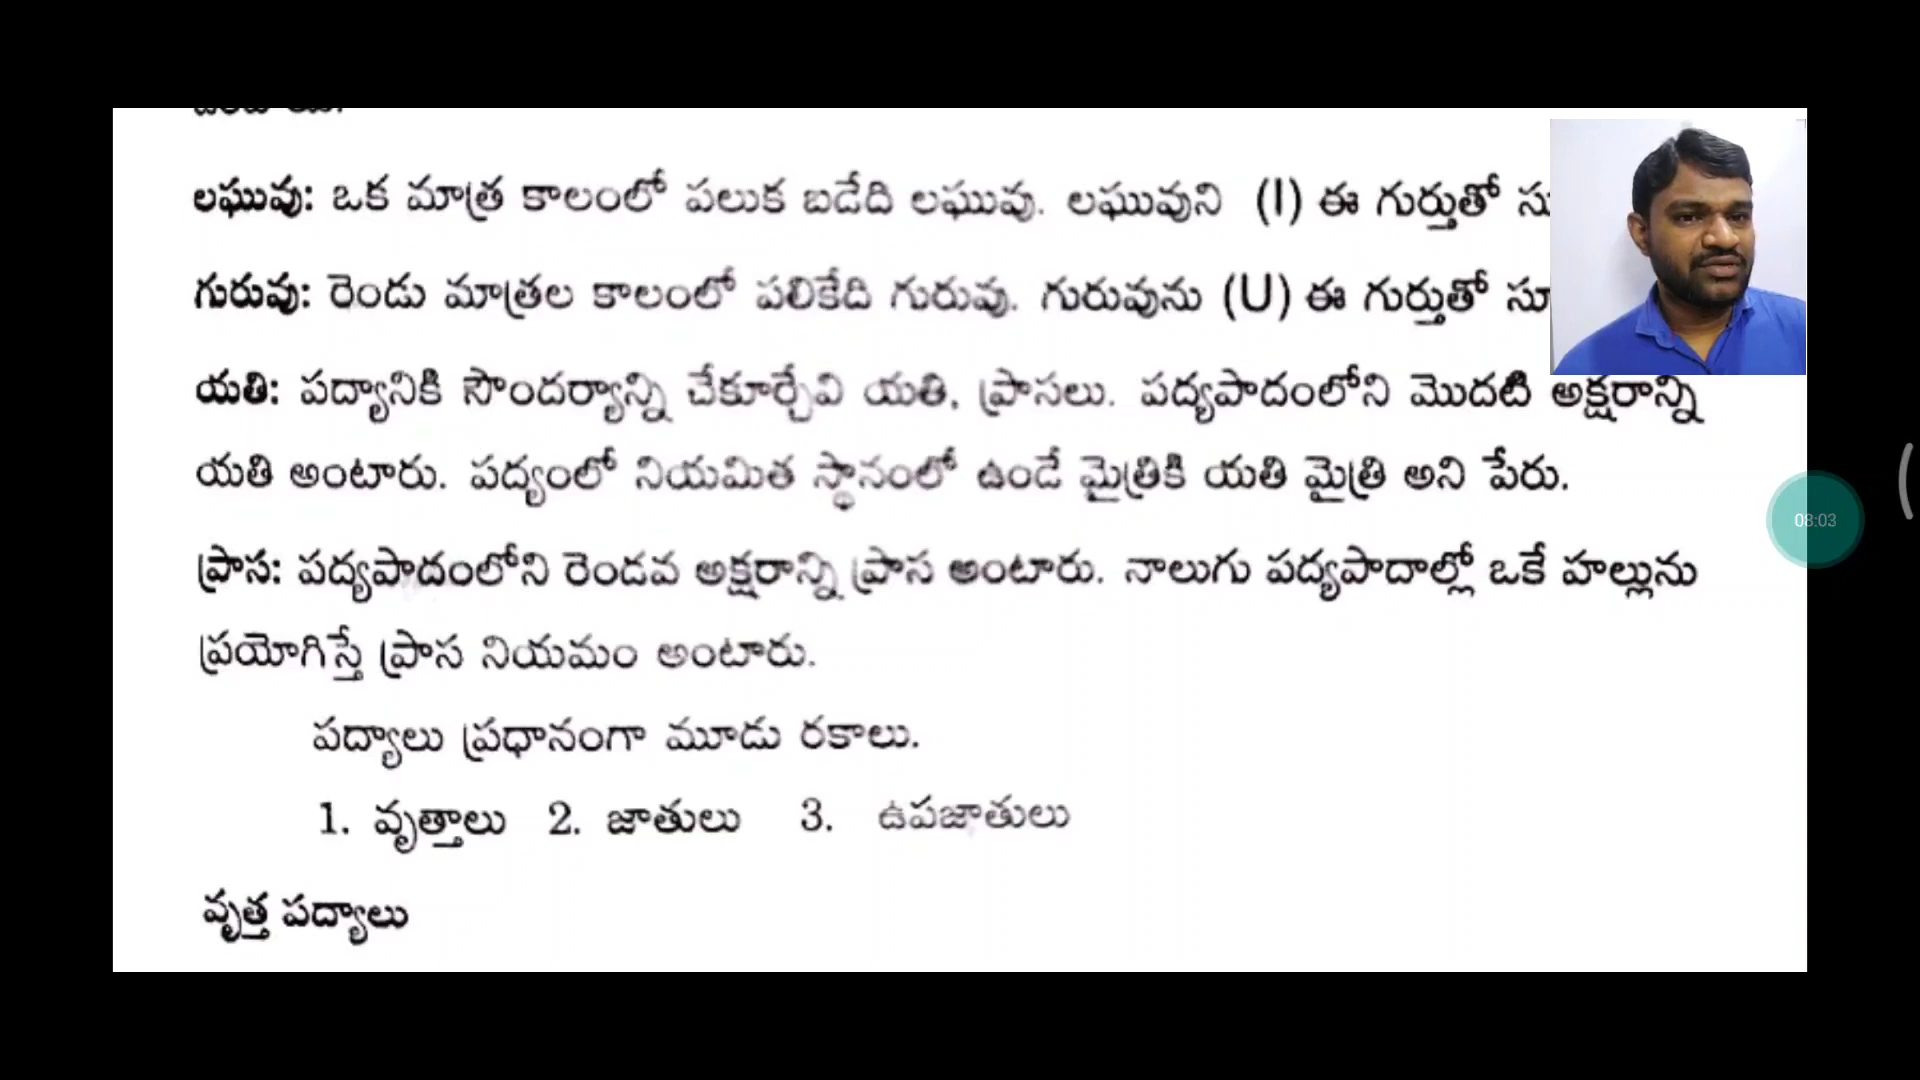 లఘువు: ఒక మాత్ర కాలంలో పలుక బడేది లఘువు. లఘువుని (I) ఈ గుర్తుతో
గురువు: రెండు మాత్రల కాలంలో పలికేది గురువు. గురువును (U) ఈ గుర్తుతో
యతి: పద్యానికి సౌందర్యాన్ని చేకూర్చేవి యతి, ప్రాసలు. పద్యపాదంలోని మొదటి అక్షరాన్ని
యతి అంటారు. పద్యంలో నియమిత స్థానంలో ఉండే మైత్రికి యతి మైత్రి అని పేరు.
08:03
ప్రాస: పద్యపాదంలోని రెండవ అక్షరాన్ని ప్రాస అంటారు. నాలుగు పద్యపాదాల్లో ఒకే హల్లును
ప్రయోగిస్తే ప్రాస నియమం అంటారు.
పద్యాలు ప్రధానంగా మూడు రకాలు.
1. వృత్తాలు 2. జాతులు 3. ఉపజాతులు
వృత్త పద్యాలు